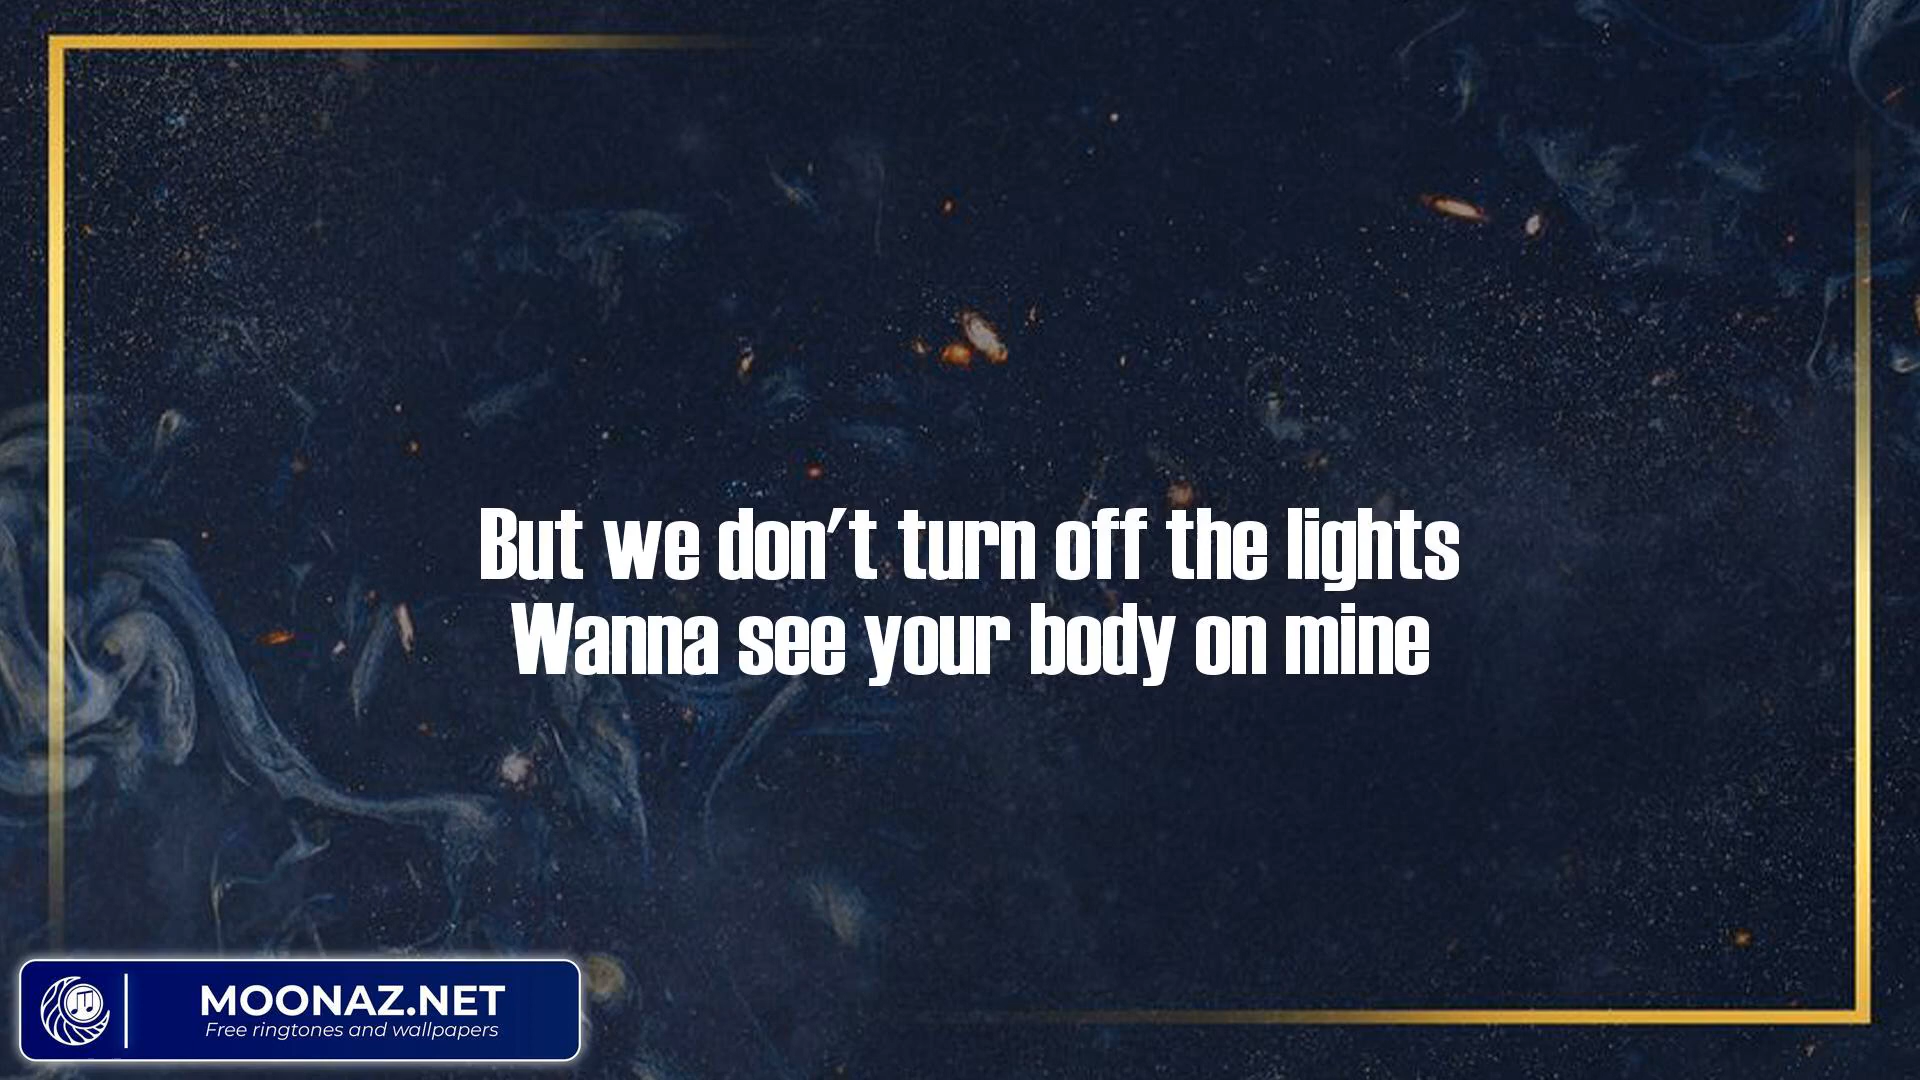 But we don't turn off the lights
Wanna see your body on mine
MOONAZ.NET
Free ringtones and wallpapers